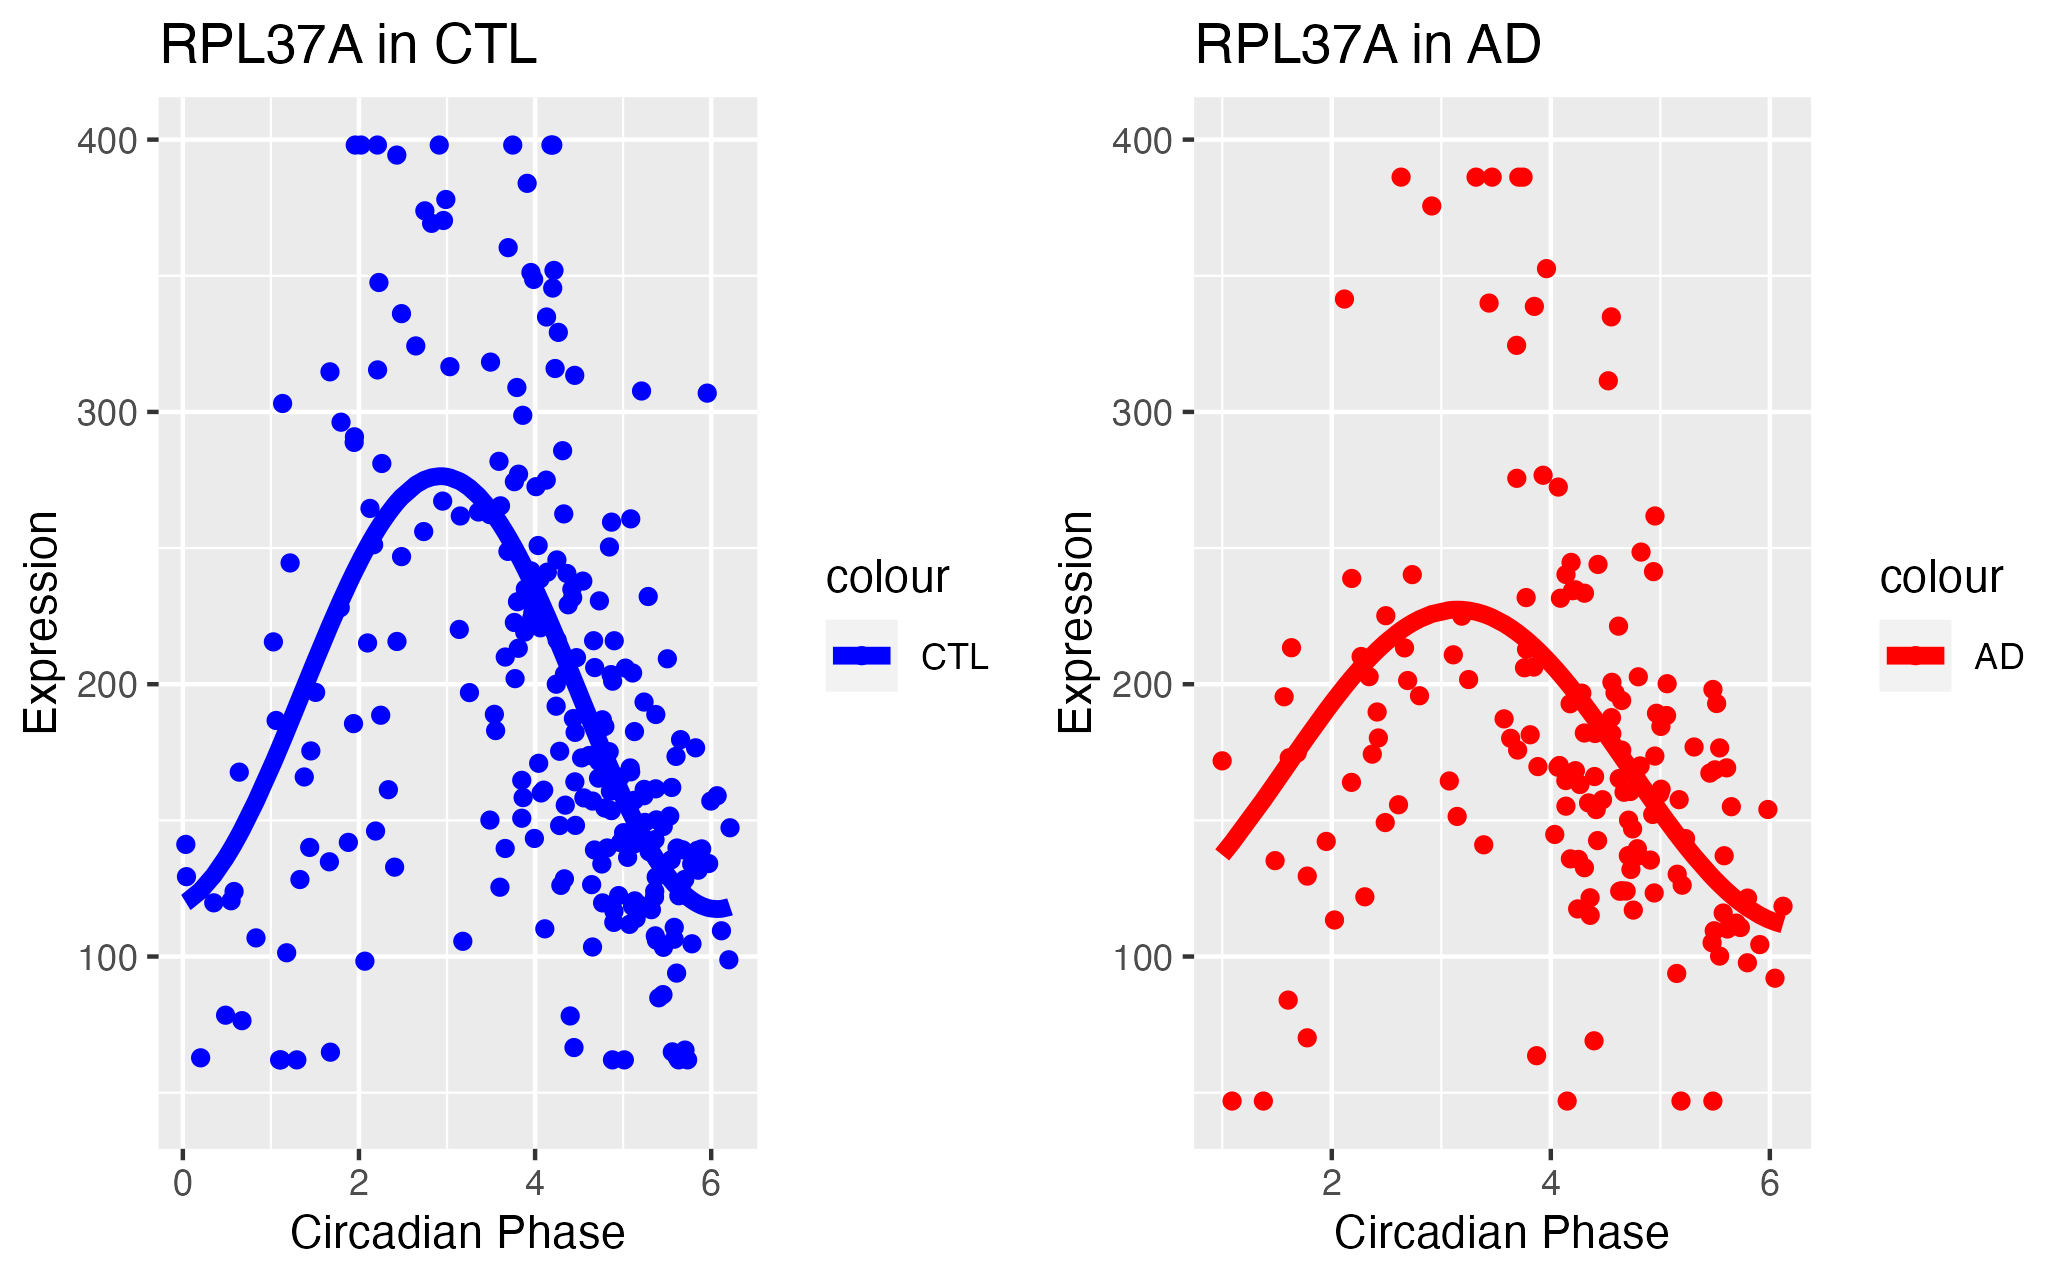 RPL37A in CTL
400
300
200
100
Expression
0 2 4 6
Circadian Phase
colour
CTL
RPL37A in AD
400
300
200
100
Expression
2 4 6
Circadian Phase
colour
AD